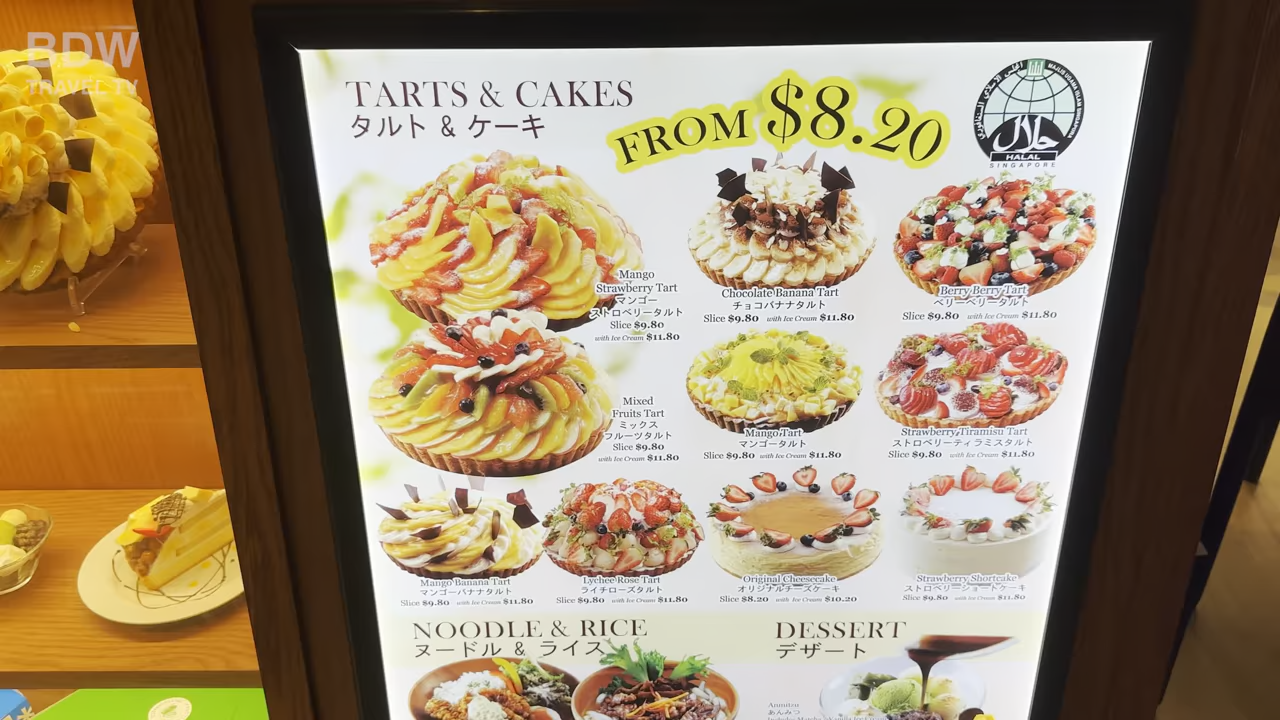 BDW
TRAVEL TV
TARTS & CAKES
タルト & ケーキ
FROM $8.20
HALAL
SINGAPORE
Mango
Strawberry Tart
マンゴー
ストロベリータルト
Slice $9.80
with Ice Cream $11.80
Chocolate Banana Tart
チョコバナナタルト
Slice $9.80 with Ice Cream $11.80
Berry Berry Tart
ベリーベリータルト
Slice $9.80 with Ice Cream $11.80
Mixed
Fruits Tart
ミックス
フルーツタルト
Slice $9.80
with Ice Cream $11.80
Mango Tart
マンゴータルト
Slice $9.80 with Ice Cream $11.80
Strawberry Tiramisu Tart
ストロベリーティラミスタルト
Slice $9.80 with Ice Cream $11.80
Mango Banana Tart
マンゴーバナナタルト
Slice $9.80 with Ice Cream $11.80
Lychee Rose Tart
ライチローズタルト
Slice $9.80 with Ice Cream $11.80
Original Cheesecake
オリジナルチーズケーキ
Slice $8.20 with Ice Cream $10.20
Strawberry Shortcake
ストロベリーショートケーキ
Slice $9.80 with Ice Cream $11.80
NOODLE & RICE
ヌードル & ライス
DESSERT
デザート
Anmitsu
あんみつ